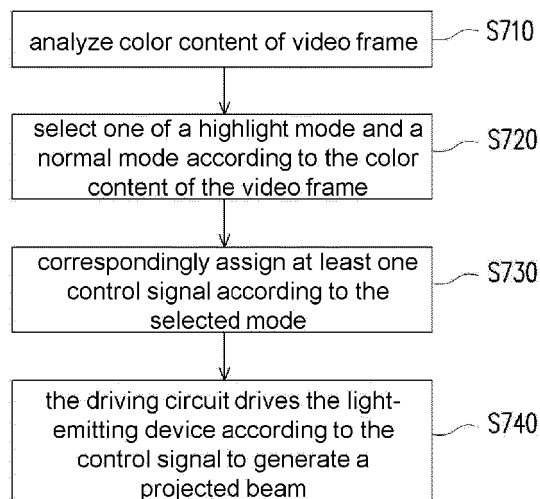 analyze color content of video frame
S710
select one of a highlight mode and a
normal mode according to the color
content of the video frame
S720
correspondingly assign at least one
control signal according to the
selected mode
S730
the driving circuit drives the light-
emitting device according to the
control signal to generate a
projected beam
S740